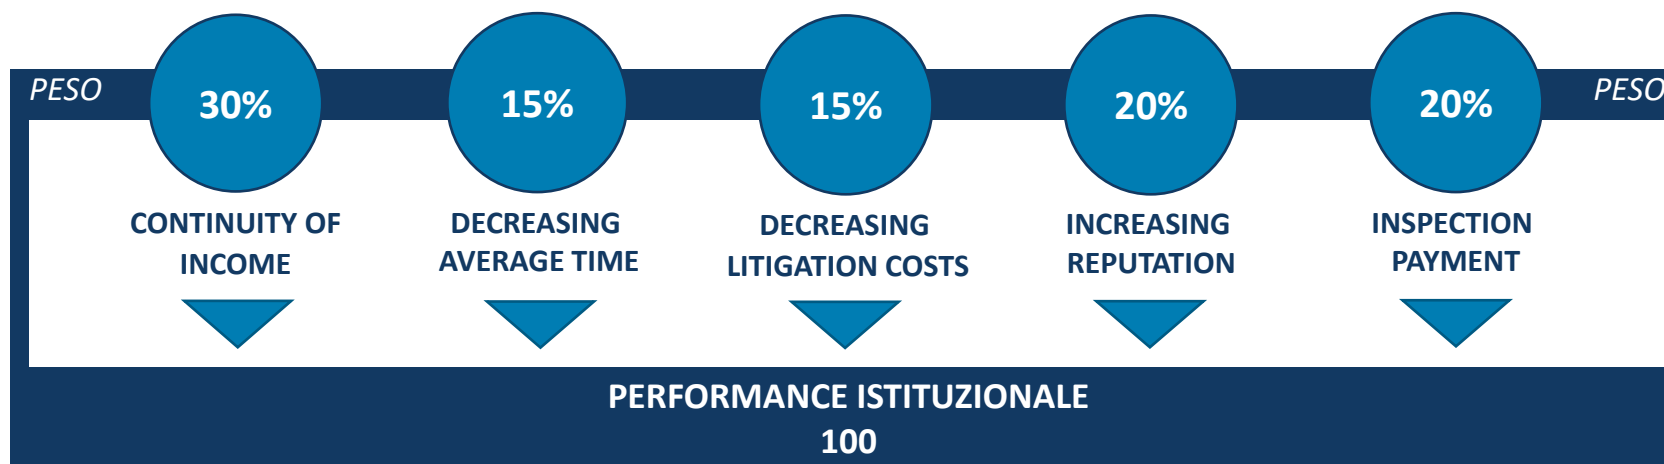 PESO
30%
15%
15%
20%
20%
PESO
CONTINUITY OF
INCOME
DECREASING
AVERAGE TIME
DECREASING
LITIGATION COSTS
INCREASING
REPUTATION
INSPECTION
PAYMENT
PERFORMANCE ISTITUZIONALE
100